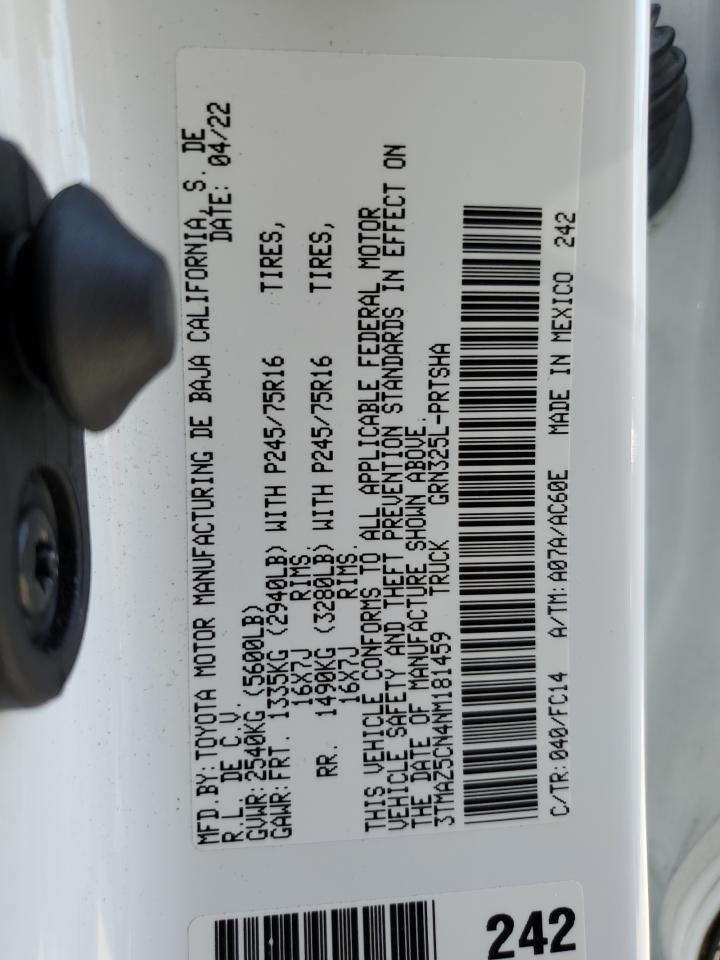 MFD.BY:TOYOTA MOTOR MANUFACTURING DE BAJA CALIFORNIA, S. DE
R.L. DE C.V. DATE: 04/22
GVWR:2540KG (5600LB)
GAWR:FRT. 1335KG (2940LB) WITH P245/75R16 TIRES,
16X7J RIMS.
RR. 1490KG (3280LB) WITH P245/75R16 TIRES,
16X7J RIMS.
THIS VEHICLE CONFORMS TO ALL APPLICABLE FEDERAL MOTOR
VEHICLE SAFETY AND THEFT PREVENTION STANDARDS IN EFFECT ON
THE DATE OF MANUFACTURE SHOWN ABOVE.
3TMAZ5CN4NM181459 TRUCK GRN325L-PRTSHA
C/TR:040/FC14 A/TM:A07A/AC60E MADE IN MEXICO 242
242